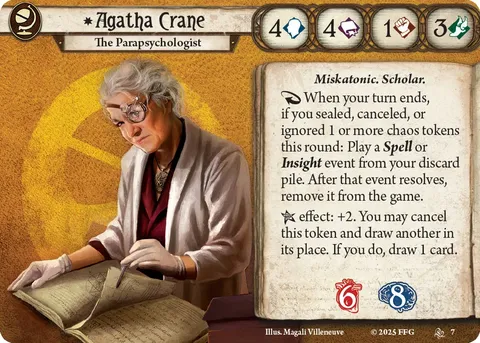 Agatha Crane
The Parapsychologist
4 4 1 3
Miskatonic. Scholar.
When your turn ends,
if you sealed, canceled, or
ignored 1 or more chaos tokens
this round: Play a Spell or
Insight event from your discard
pile. After that event resolves,
remove it from the game.
effect: +2. You may cancel
this token and draw another in
its place. If you do, draw 1 card.
6 8
Illus. Magali Villeneuve © 2025 FFG 7